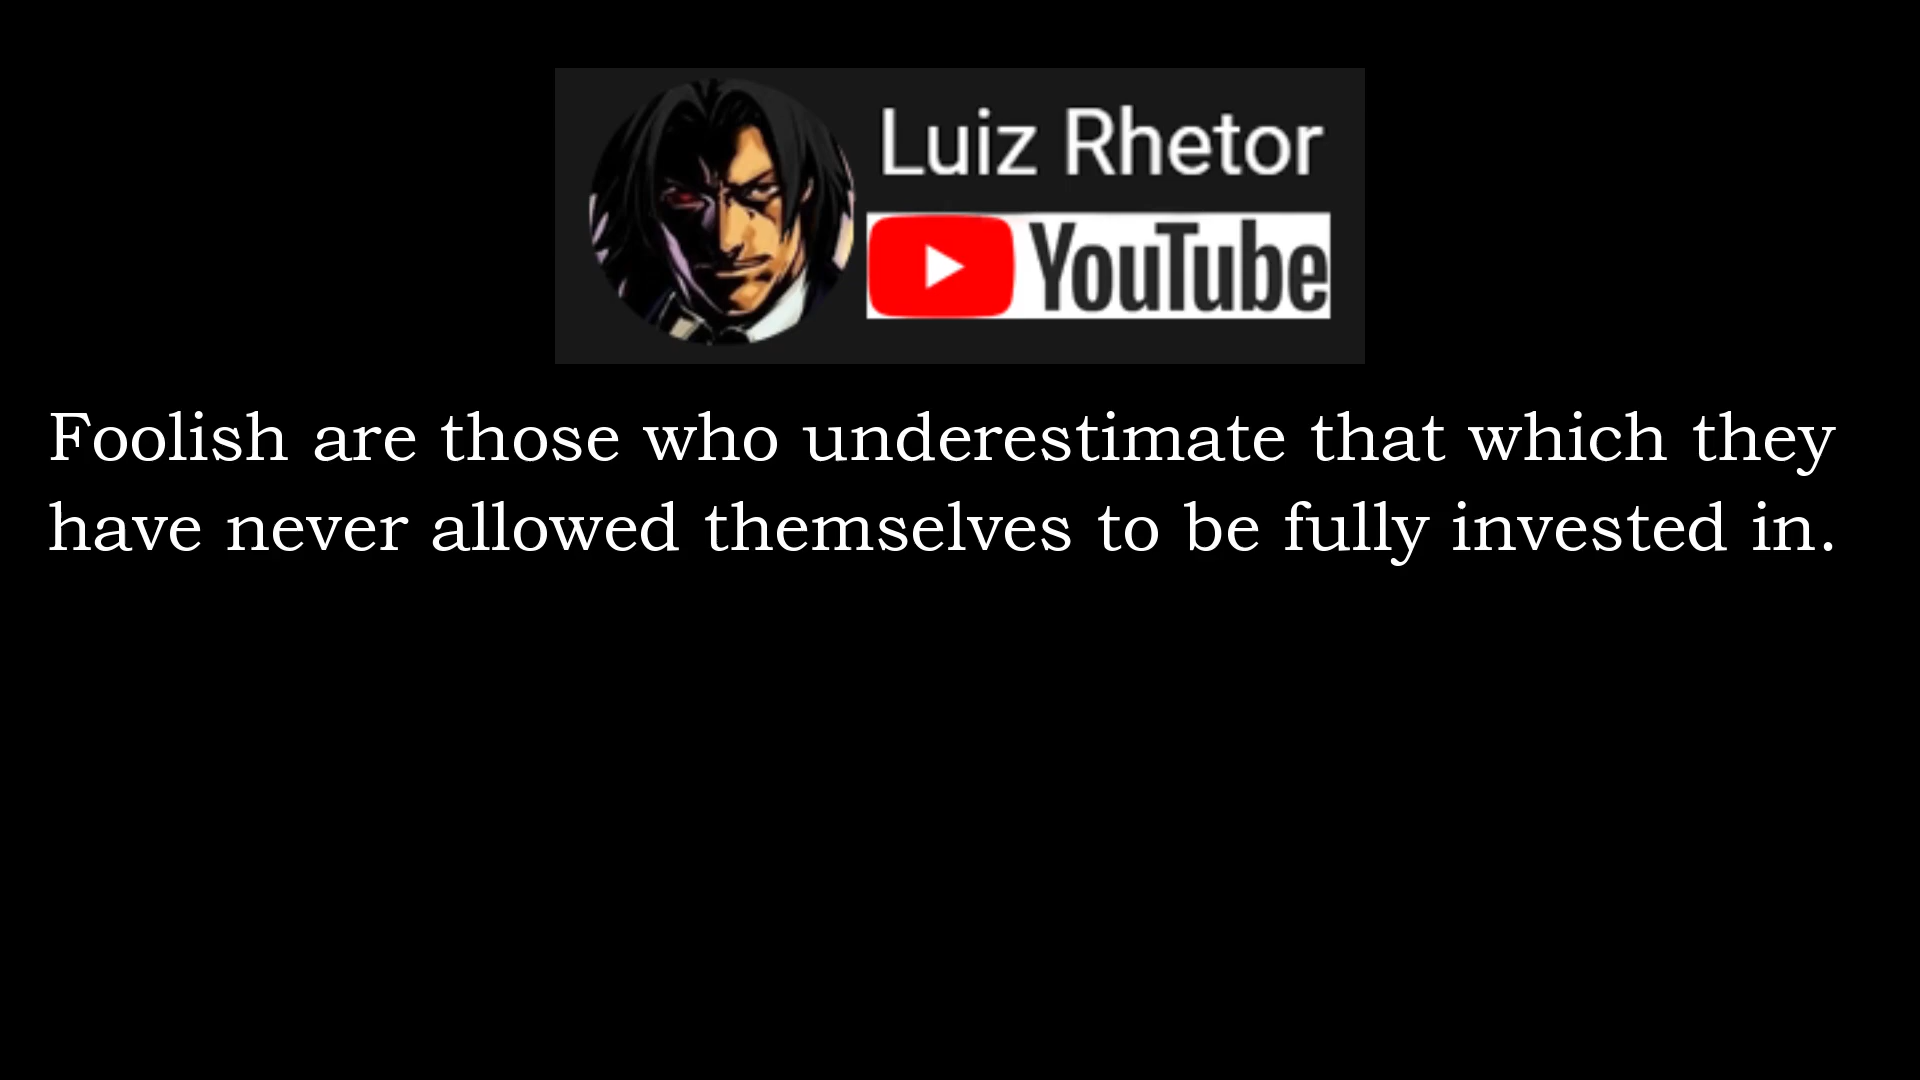 Luiz Rhetor
YouTube
Foolish are those who underestimate that which they
have never allowed themselves to be fully invested in.